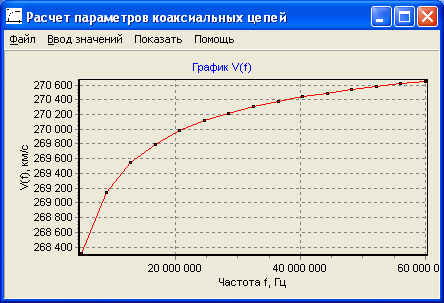 Расчет параметров коаксиальных цепей
Файл Ввод значений Показать Помощь
График V(f)
270 600
270 400
270 200
270 000
269 800
269 600
269 400
269 200
269 000
268 800
268 600
268 400
V(f), км/с
20 000 000 40 000 000 60 000 0
Частота f, Гц